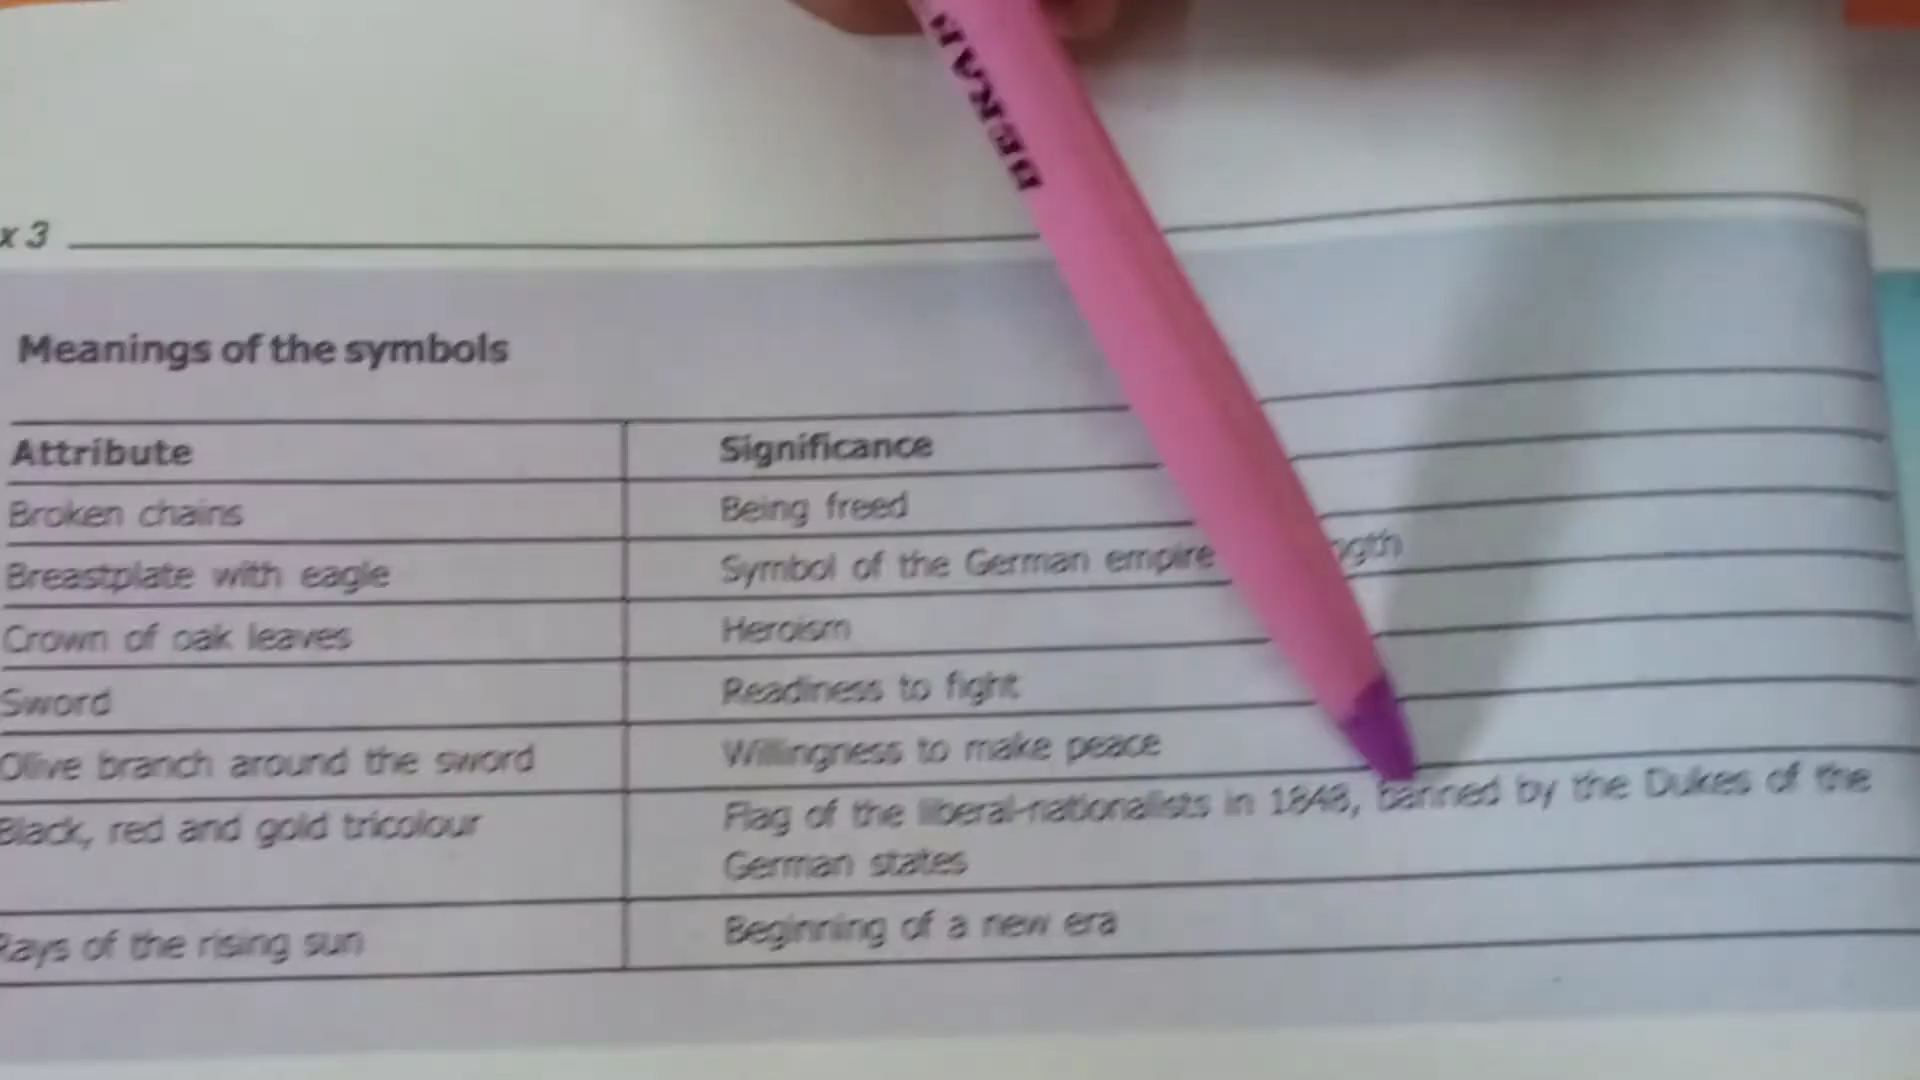 x 3
Meanings of the symbols
Attribute Significance
Broken chains Being freed
Breastplate with eagle Symbol of the German empire
Crown of oak leaves Heroism
Sword Readiness to fight
Olive branch around the sword Willingness to make peace
Black, red and gold tricolour Flag of the liberal-nationalists in 1848, banned by the Dukes of the
German states
Rays of the rising sun Beginning of a new era